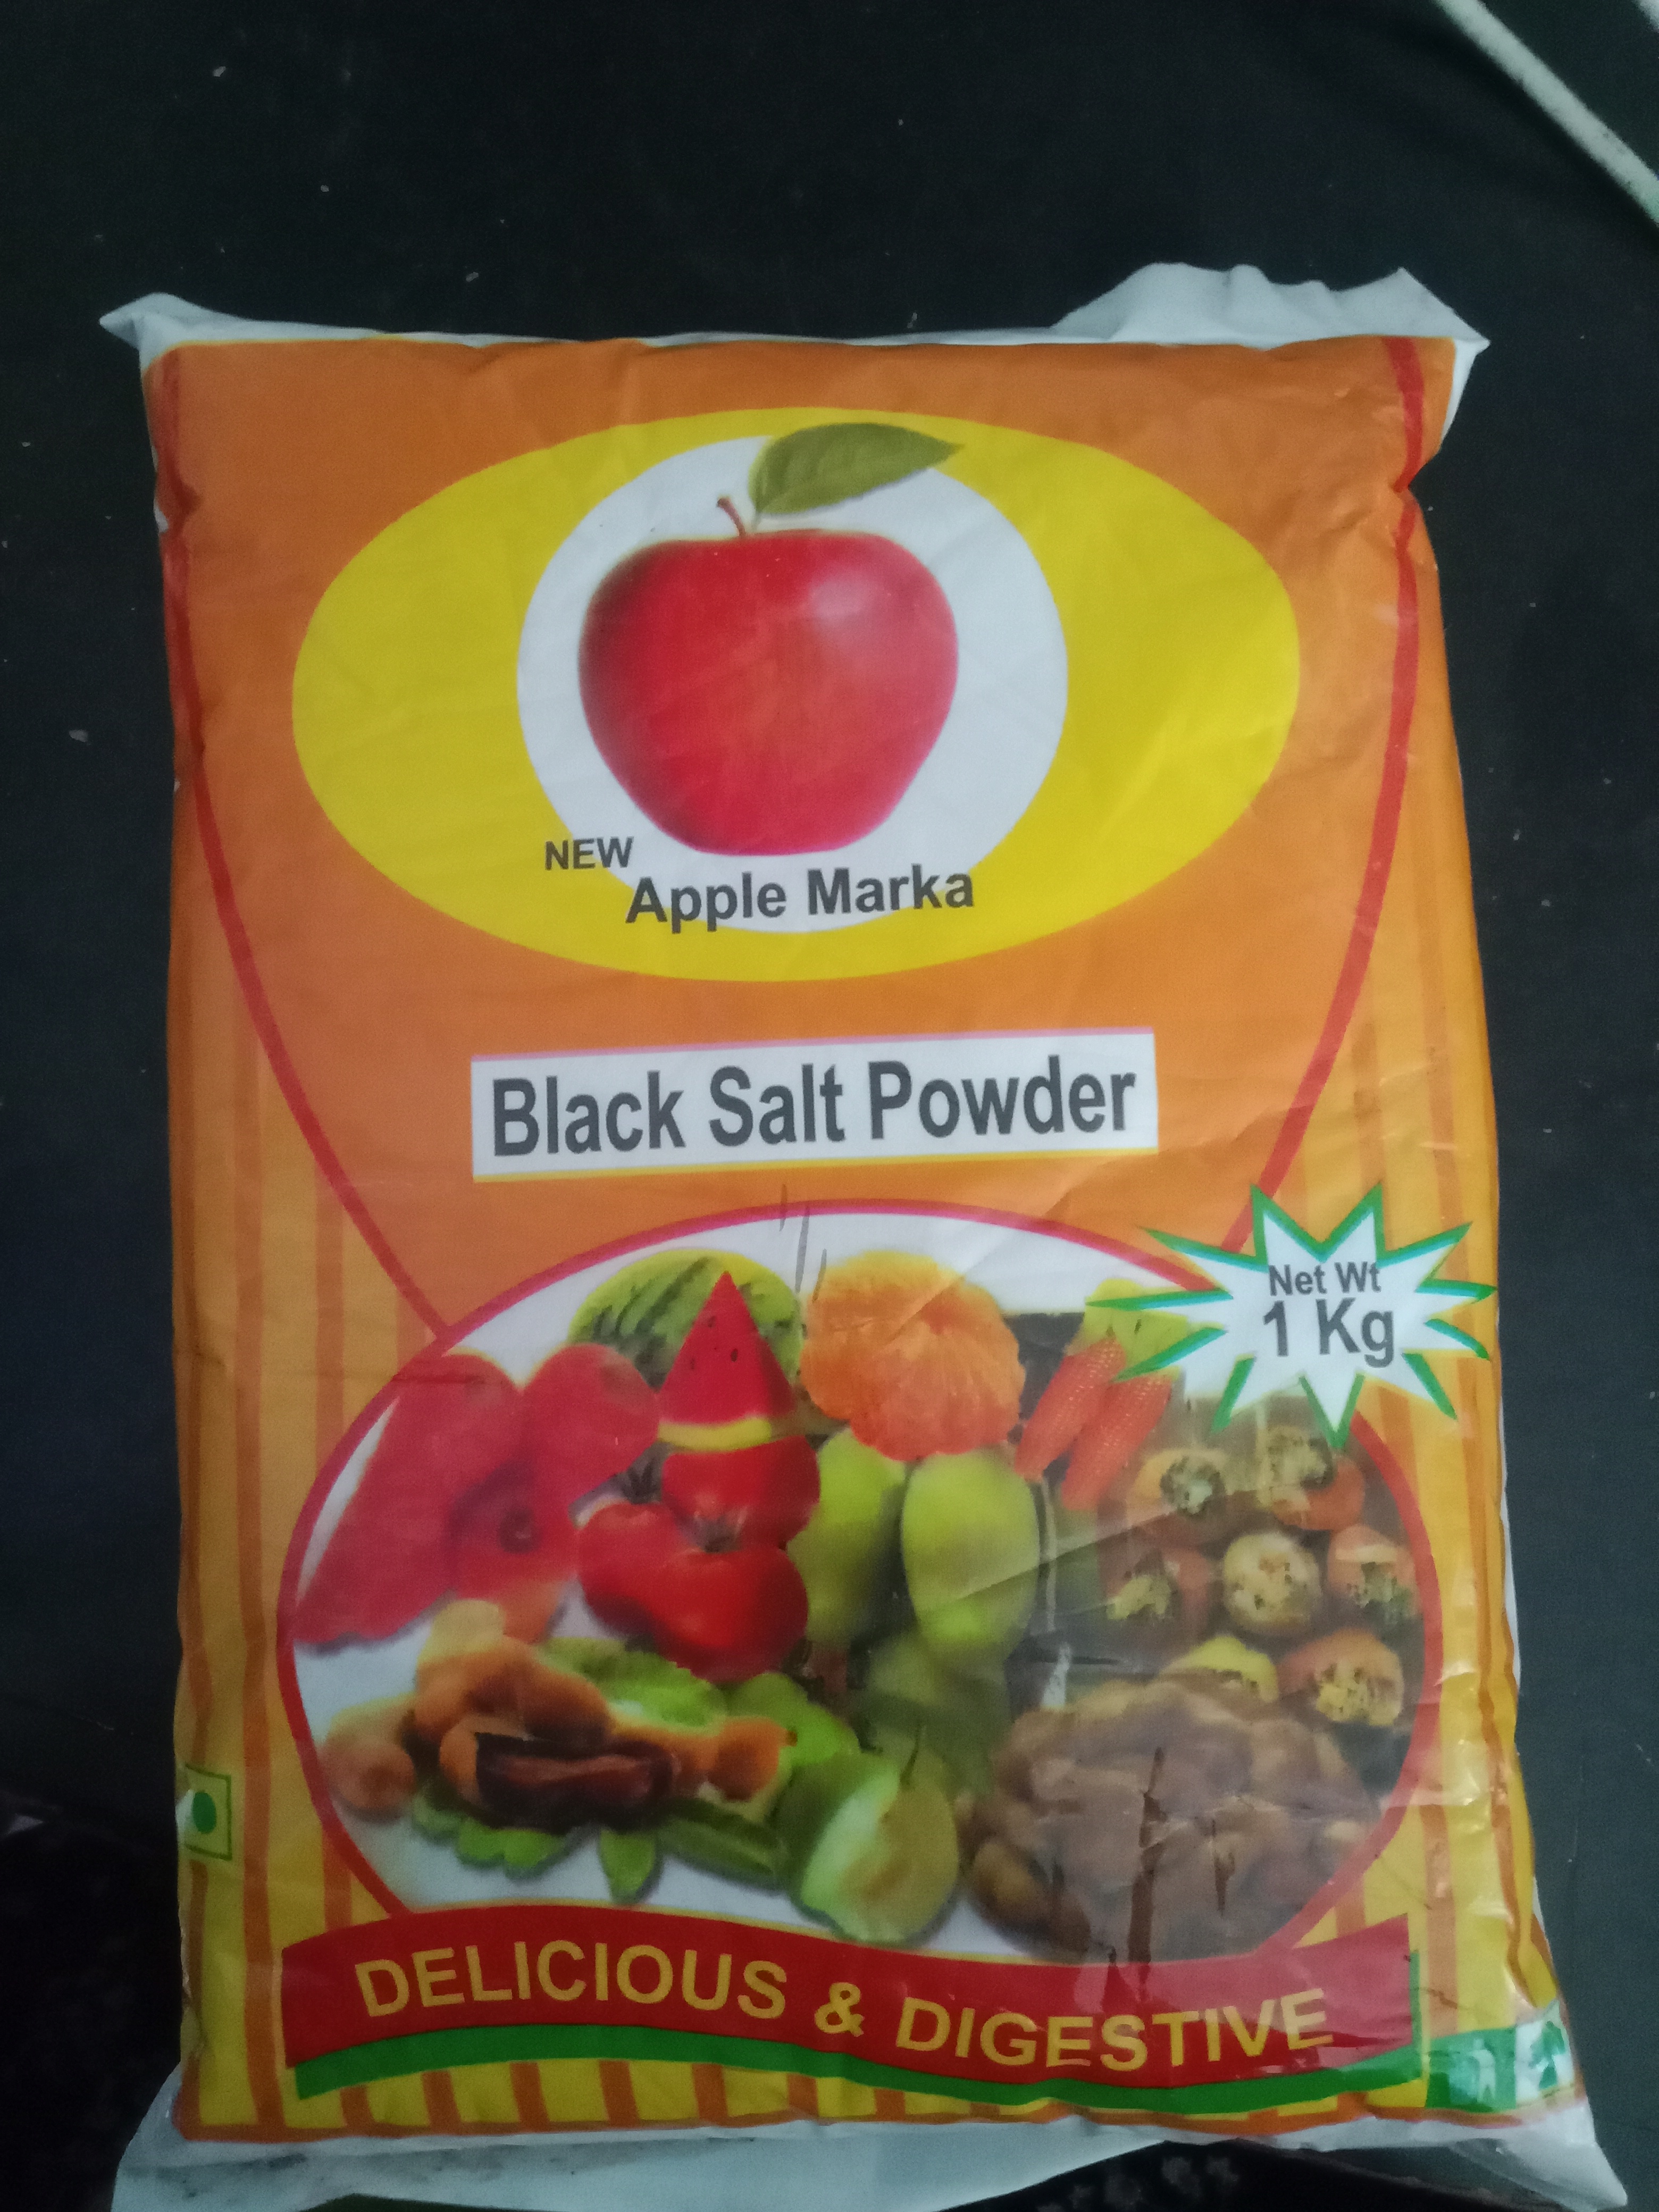 NEW
Apple Marka
Black Salt Powder
Net Wt
1 Kg
DELICIOUS & DIGESTIVE